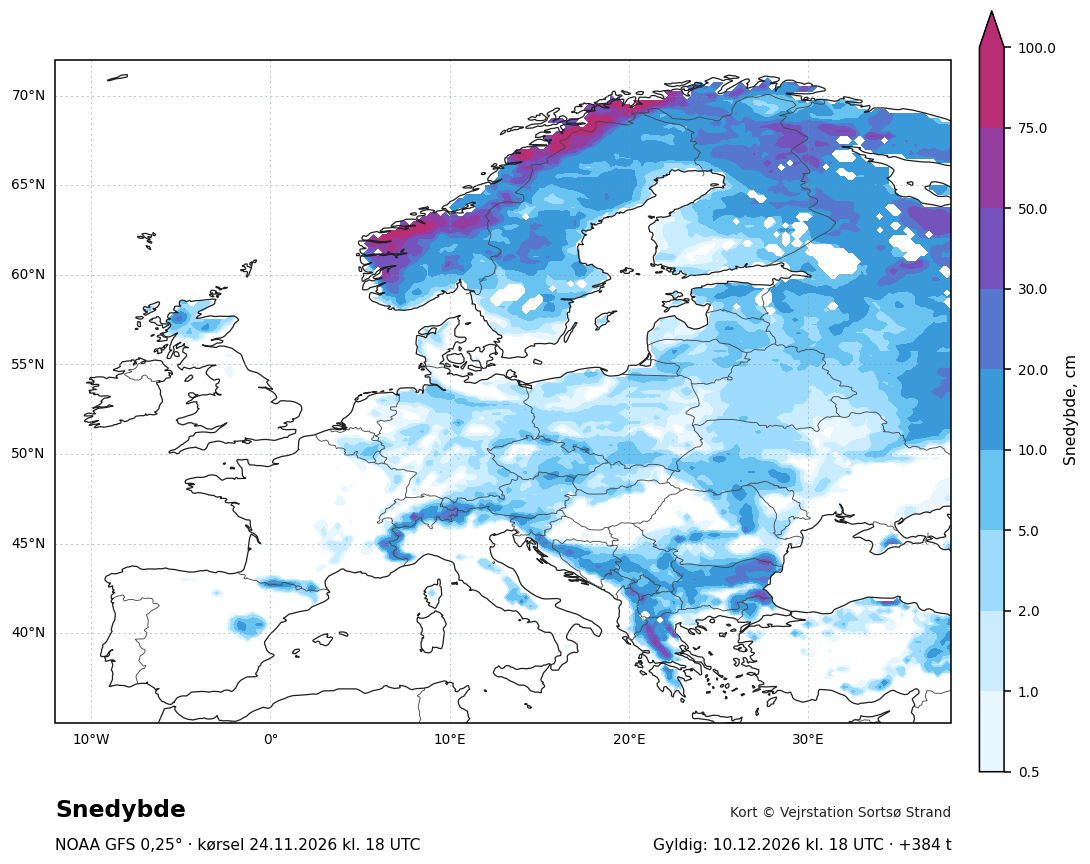 100.0
75.0
50.0
30.0
20.0
10.0
5.0
2.0
1.0
0.5
Snedybde, cm
70°N
65°N
60°N
55°N
50°N
45°N
40°N
10°W 0° 10°E 20°E 30°E
Snedybde
Kort © Vejrstation Sortsø Strand
NOAA GFS 0,25° · kørsel 24.11.2026 kl. 18 UTC
Gyldig: 10.12.2026 kl. 18 UTC · +384 t